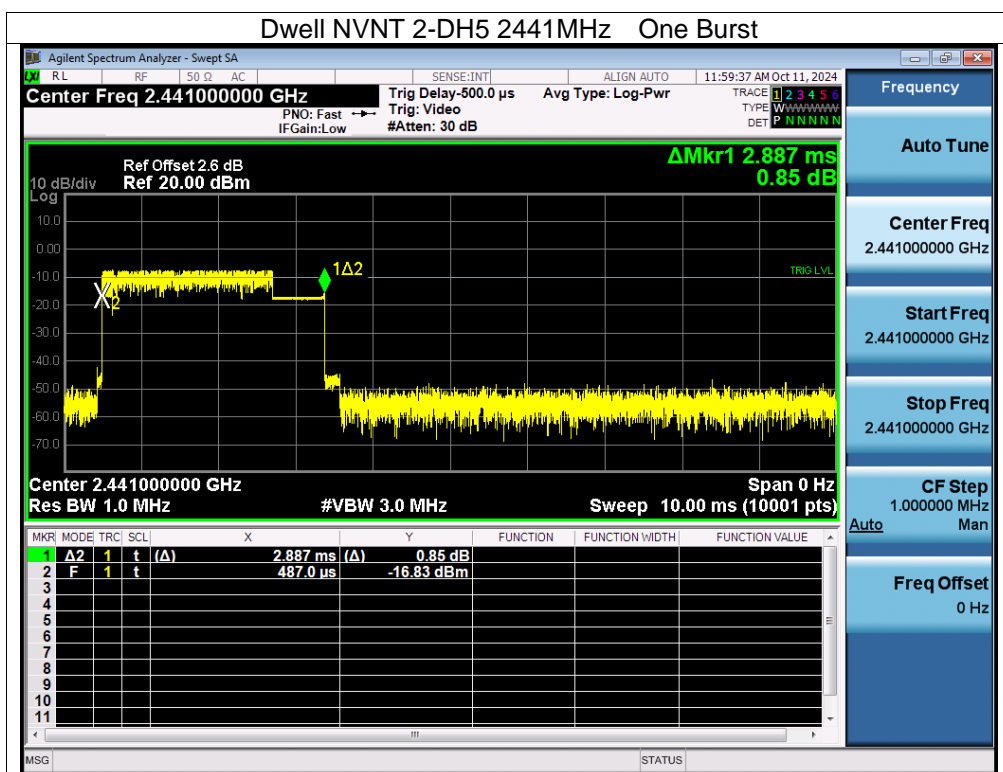 Dwell NVNT 2-DH5 2441MHz One Burst
Agilent Spectrum Analyzer - Swept SA
LXI RL RF 50 Ω AC SENSE:INT ALIGN AUTO 11:59:37 AM Oct 11, 2024
Center Freq 2.441000000 GHz
PNO: Fast
IFGain:Low
Trig Delay-500.0 µs
Trig: Video
#Atten: 30 dB
Avg Type: Log-Pwr
TRACE 1 2 3 4 5 6
TYPE WWWWWW
DET P NNNNN
Ref Offset 2.6 dB
Ref 20.00 dBm
10 dB/div
Log
ΔMkr1 2.887 ms
0.85 dB
10.0
0.00
-10.0
-20.0
-30.0
-40.0
-50.0
-60.0
-70.0
1Δ2
2
TRIG LVL
Center 2.441000000 GHz Span 0 Hz
Res BW 1.0 MHz #VBW 3.0 MHz Sweep 10.00 ms (10001 pts)
MKR MODE TRC SCL X Y FUNCTION FUNCTION WIDTH FUNCTION VALUE
1 Δ2 1 t (Δ) 2.887 ms (Δ) 0.85 dB
2 F 1 t 487.0 µs -16.83 dBm
3
4
5
6
7
8
9
10
11
MSG STATUS
Frequency
Auto Tune
Center Freq
2.441000000 GHz
Start Freq
2.441000000 GHz
Stop Freq
2.441000000 GHz
CF Step
1.000000 MHz
Auto Man
Freq Offset
0 Hz